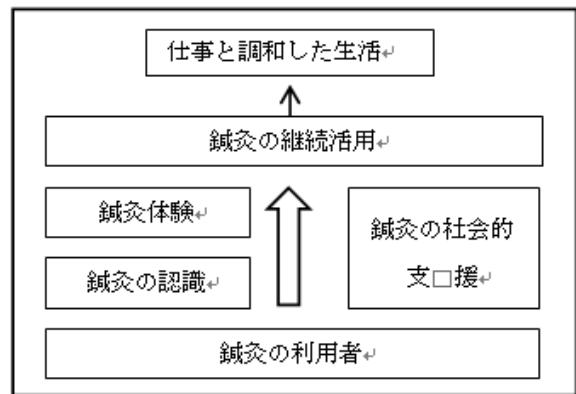 仕事と調和した生活↵
鍼灸の継続活用↵
鍼灸体験↵
鍼灸の認識↵
鍼灸の社会的
支□援↵
鍼灸の利用者↵